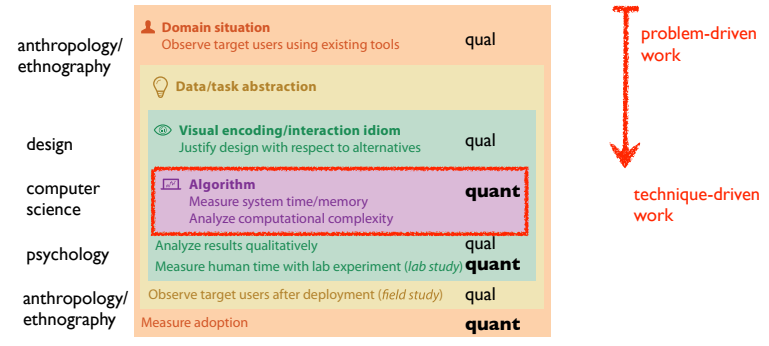 Domain situation
problem-driven
work
anthropology/
ethnography
Observe target users using existing tools
qual
Data/task abstraction
design
Visual encoding/interaction idiom
Justify design with respect to alternatives
qual
computer
science
Algorithm
Measure system time/memory
Analyze computational complexity
quant
technique-driven
work
psychology
Analyze results qualitatively
qual
Measure human time with lab experiment (lab study)
quant
anthropology/
ethnography
Observe target users after deployment (field study)
qual
Measure adoption
quant